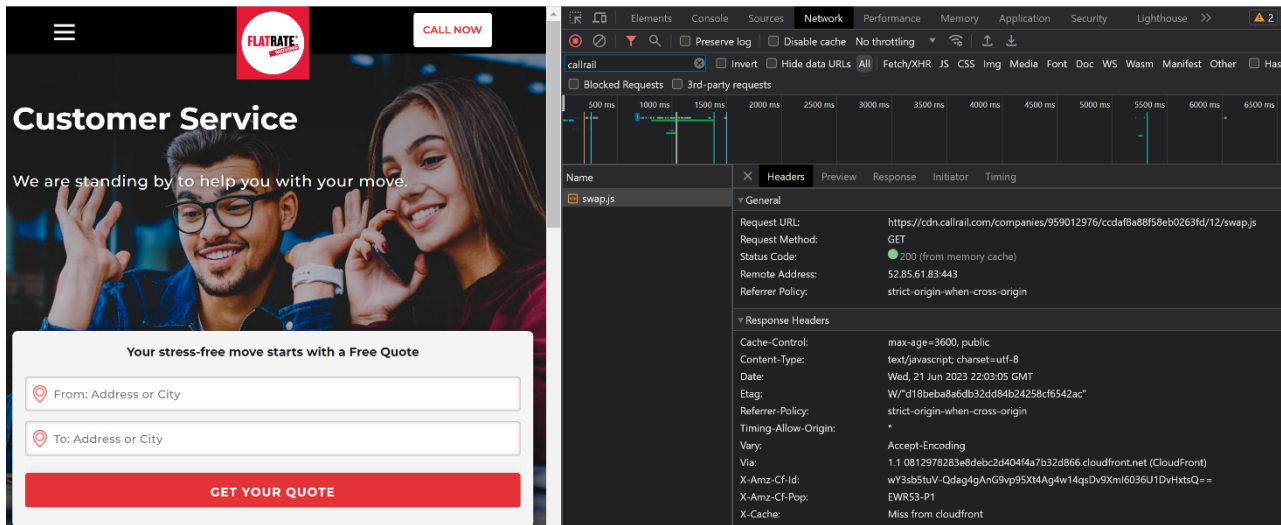 FLATRATE
MOVING
CALL NOW
Customer Service
We are standing by to help you with your move.
Your stress-free move starts with a Free Quote
From: Address or City
To: Address or City
GET YOUR QUOTE
Elements Console Sources Network Performance Memory Application Security Lighthouse 2
Preserve log Disable cache No throttling
callrail Invert Hide data URLs All Fetch/XHR JS CSS Img Media Font Doc WS Wasm Manifest Other Has
Blocked Requests 3rd-party requests
500 ms 1000 ms 1500 ms 2000 ms 2500 ms 3000 ms 3500 ms 4000 ms 4500 ms 5000 ms 5500 ms 6000 ms 6500 ms
Name Headers Preview Response Initiator Timing
swap.js
General
Request URL: https://cdn.callrail.com/companies/959012976/ccdaf8a88f58eb0263fd/12/swap.js
Request Method: GET
Status Code: 200 (from memory cache)
Remote Address: 52.85.61.83:443
Referrer Policy: strict-origin-when-cross-origin
Response Headers
Cache-Control: max-age=3600, public
Content-Type: text/javascript; charset=utf-8
Date: Wed, 21 Jun 2023 22:03:05 GMT
Etag: W/"d18beba8a6db32dd84b24258cf6542ac"
Referrer-Policy: strict-origin-when-cross-origin
Timing-Allow-Origin: *
Vary: Accept-Encoding
Via: 1.1 0812978283e8debc2d404f4a7b32d866.cloudfront.net (CloudFront)
X-Amz-Cf-Id: wY3sb5tuV-Qdag4gAnG9vp95Xt4Ag4w14qsDv9XmI6036U1DvHxtsQ==
X-Amz-Cf-Pop: EWR53-P1
X-Cache: Miss from cloudfront